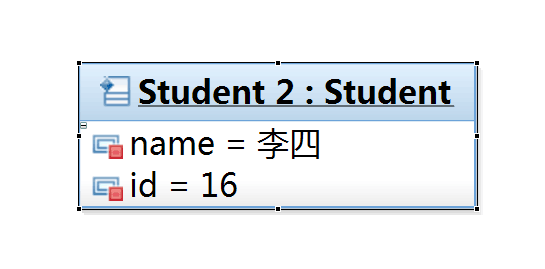 Student 2 : Student
name = 李四
id = 16